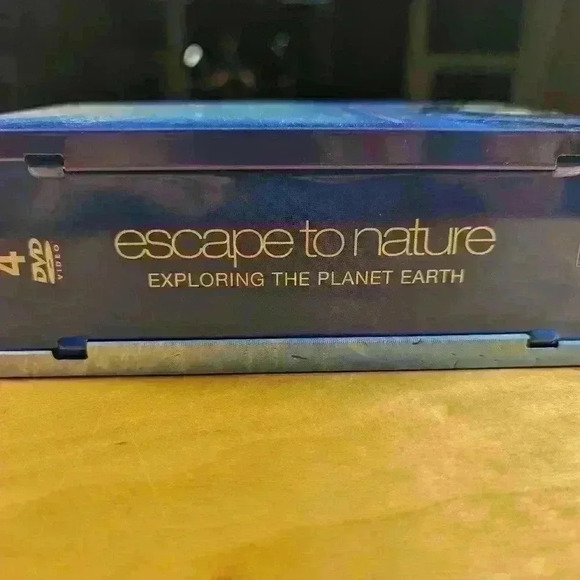 4
DVD
VIDEO
escape to nature
EXPLORING THE PLANET EARTH